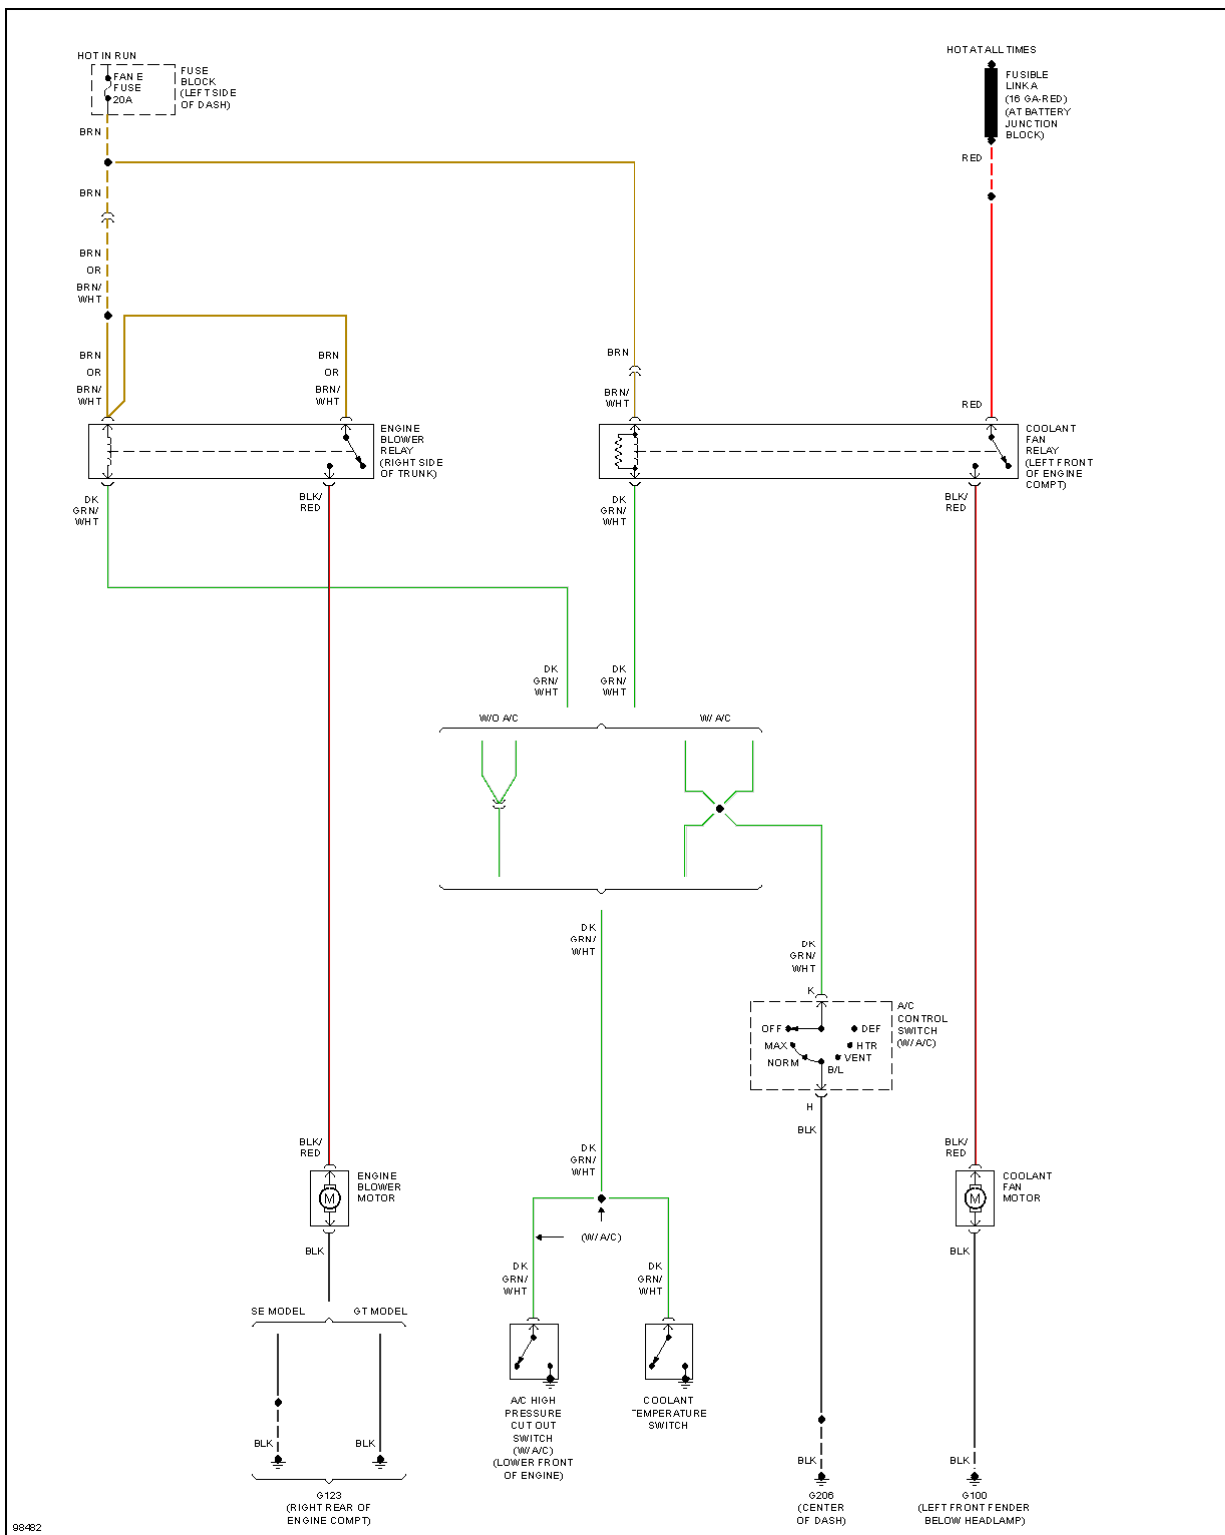 HOT IN RUN
FAN E
FUSE
20A
FUSE
BLOCK
(LEFT SIDE
OF DASH)
HOT AT ALL TIMES
FUSIBLE
LINK A
(16 GA-RED)
(AT BATTERY
JUNCTION
BLOCK)
BRN
RED
BRN
BRN
OR
BRN/
WHT
BRN
OR
BRN/
WHT
BRN
OR
BRN/
WHT
BRN
BRN/
WHT
RED
ENGINE
BLOWER
RELAY
(RIGHT SIDE
OF TRUNK)
COOLANT
FAN
RELAY
(LEFT FRONT
OF ENGINE
COMPT)
DK
GRN/
WHT
BLK/
RED
DK
GRN/
WHT
BLK/
RED
DK
GRN/
WHT
DK
GRN/
WHT
W/O A/C
W/ A/C
DK
GRN/
WHT
DK
GRN/
WHT
K
A/C
CONTROL
SWITCH
(W/ A/C)
OFF
DEF
MAX
HTR
NORM
VENT
B/L
H
BLK
BLK/
RED
DK
GRN/
WHT
BLK/
RED
ENGINE
BLOWER
MOTOR
M
COOLANT
FAN
MOTOR
M
BLK
(W/ A/C)
BLK
DK
GRN/
WHT
DK
GRN/
WHT
SE MODEL
GT MODEL
A/C HIGH
PRESSURE
CUT OUT
SWITCH
(W/ A/C)
(LOWER FRONT
OF ENGINE)
COOLANT
TEMPERATURE
SWITCH
BLK
BLK
BLK
BLK
G123
(RIGHT REAR OF
ENGINE COMPT)
G206
(CENTER
OF DASH)
G100
(LEFT FRONT FENDER
BELOW HEADLAMP)
98482